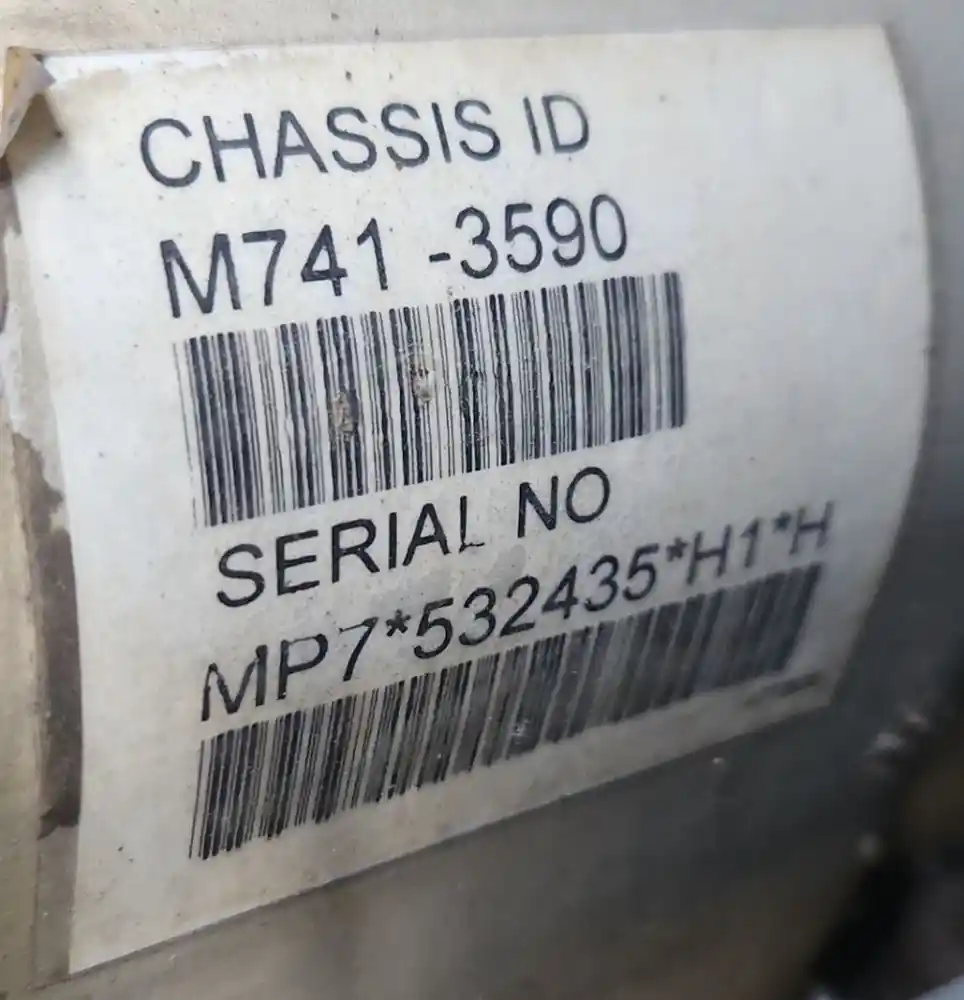 CHASSIS ID
M741 -3590
SERIAL NO
MP7*532435*H1*H